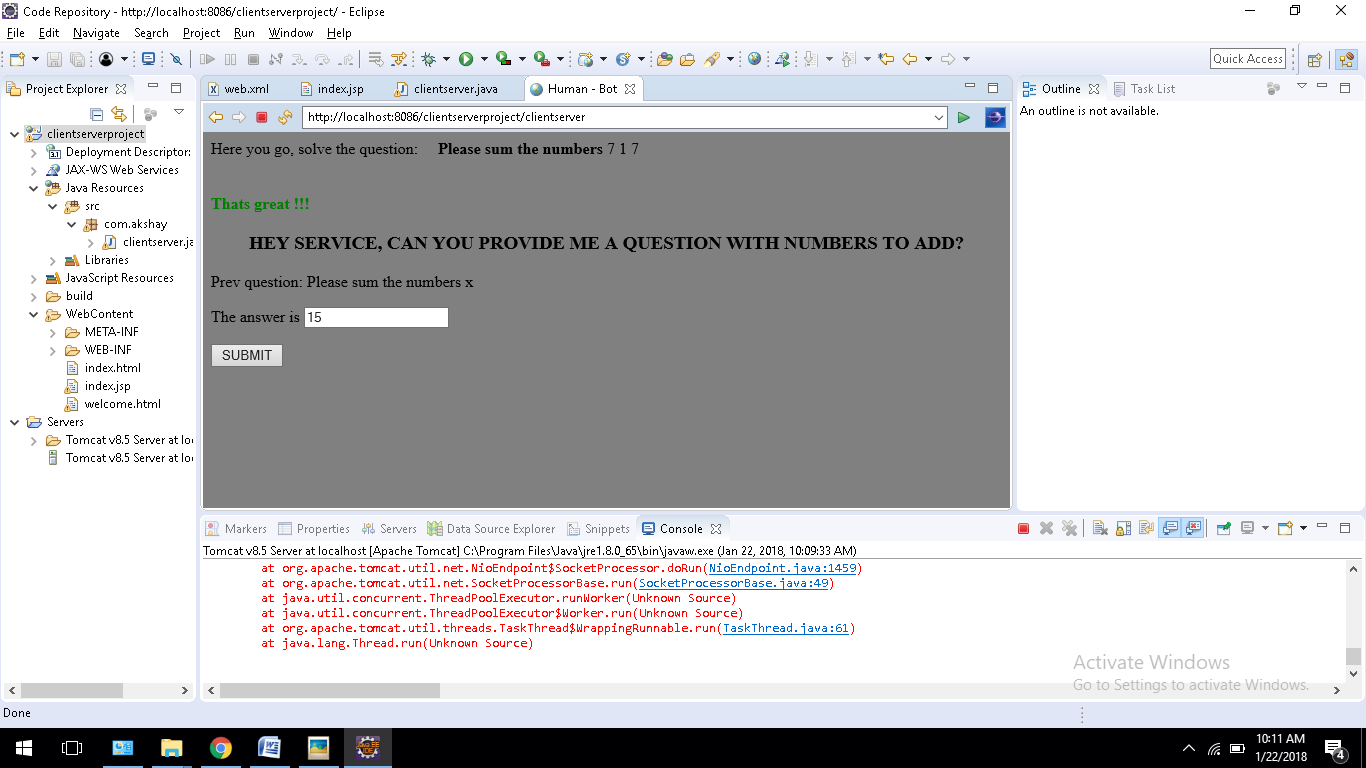 Code Repository - http://localhost:8086/clientserverproject/ - Eclipse
File Edit Navigate Search Project Run Window Help
Quick Access
Project Explorer
clientserverproject
Deployment Descriptor:
JAX-WS Web Services
Java Resources
src
com.akshay
clientserver.ja
Libraries
JavaScript Resources
build
WebContent
META-INF
WEB-INF
index.html
index.jsp
welcome.html
Servers
Tomcat v8.5 Server at loc
Tomcat v8.5 Server at loc
web.xml index.jsp clientserver.java Human - Bot
http://localhost:8086/clientserverproject/clientserver
Here you go, solve the question: Please sum the numbers 7 1 7
Thats great !!!
HEY SERVICE, CAN YOU PROVIDE ME A QUESTION WITH NUMBERS TO ADD?
Prev question: Please sum the numbers x
The answer is 15
SUBMIT
Outline Task List
An outline is not available.
Markers Properties Servers Data Source Explorer Snippets Console
Tomcat v8.5 Server at localhost [Apache Tomcat] C:\Program Files\Java\jre1.8.0_65\bin\javaw.exe (Jan 22, 2018, 10:09:33 AM)
at org.apache.tomcat.util.net.NioEndpoint$SocketProcessor.doRun(NioEndpoint.java:1459)
at org.apache.tomcat.util.net.SocketProcessorBase.run(SocketProcessorBase.java:49)
at java.util.concurrent.ThreadPoolExecutor.runWorker(Unknown Source)
at java.util.concurrent.ThreadPoolExecutor$Worker.run(Unknown Source)
at org.apache.tomcat.util.threads.TaskThread$WrappingRunnable.run(TaskThread.java:61)
at java.lang.Thread.run(Unknown Source)
Activate Windows
Go to Settings to activate Windows.
Done
10:11 AM
1/22/2018
4